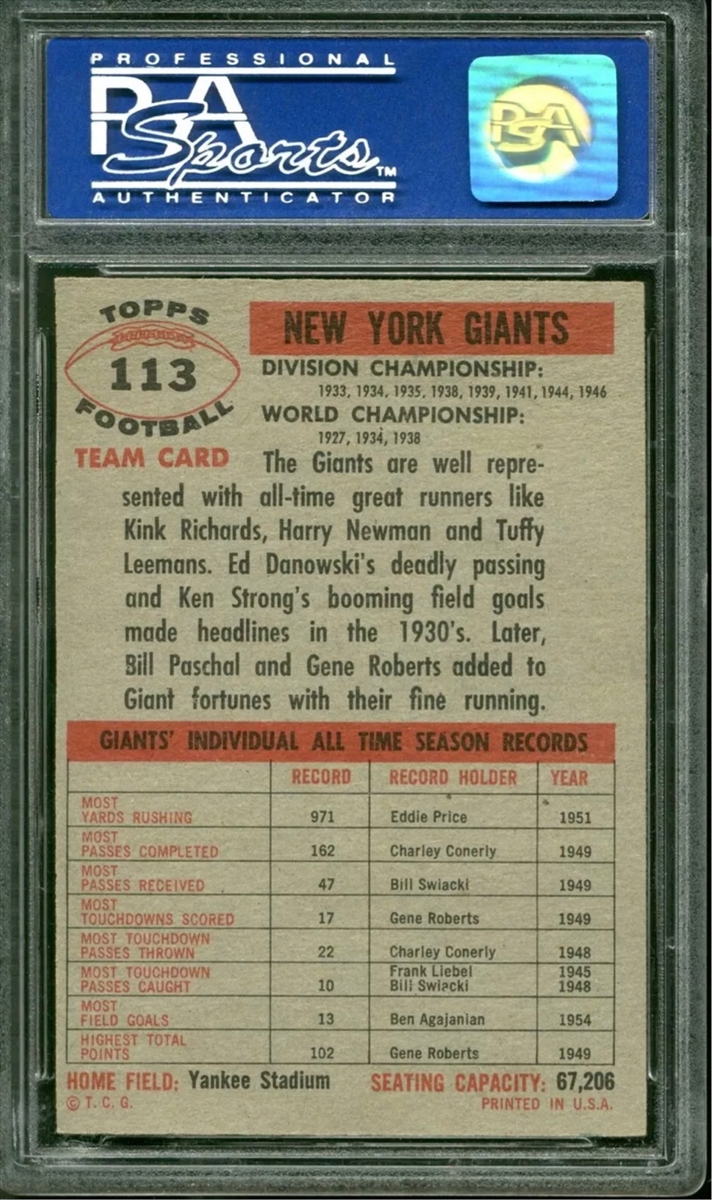 PROFESSIONAL
PSA
Sports™
AUTHENTICATOR
PSA
TOPPS
113
FOOTBALL
TEAM CARD
NEW YORK GIANTS
DIVISION CHAMPIONSHIP:
1933, 1934, 1935, 1938, 1939, 1941, 1944, 1946
WORLD CHAMPIONSHIP:
1927, 1934, 1938
The Giants are well repre-
sented with all-time great runners like
Kink Richards, Harry Newman and Tuffy
Leemans. Ed Danowski's deadly passing
and Ken Strong's booming field goals
made headlines in the 1930's. Later,
Bill Paschal and Gene Roberts added to
Giant fortunes with their fine running.
GIANTS' INDIVIDUAL ALL TIME SEASON RECORDS
RECORD RECORD HOLDER YEAR
MOST
YARDS RUSHING 971 Eddie Price 1951
MOST
PASSES COMPLETED 162 Charley Conerly 1949
MOST
PASSES RECEIVED 47 Bill Swiacki 1949
MOST
TOUCHDOWNS SCORED 17 Gene Roberts 1949
MOST TOUCHDOWN
PASSES THROWN 22 Charley Conerly 1948
MOST TOUCHDOWN Frank Liebel 1945
PASSES CAUGHT 10 Bill Swiacki 1948
MOST
FIELD GOALS 13 Ben Agajanian 1954
HIGHEST TOTAL
POINTS 102 Gene Roberts 1949
HOME FIELD: Yankee Stadium SEATING CAPACITY: 67,206
© T. C. G. PRINTED IN U.S.A.